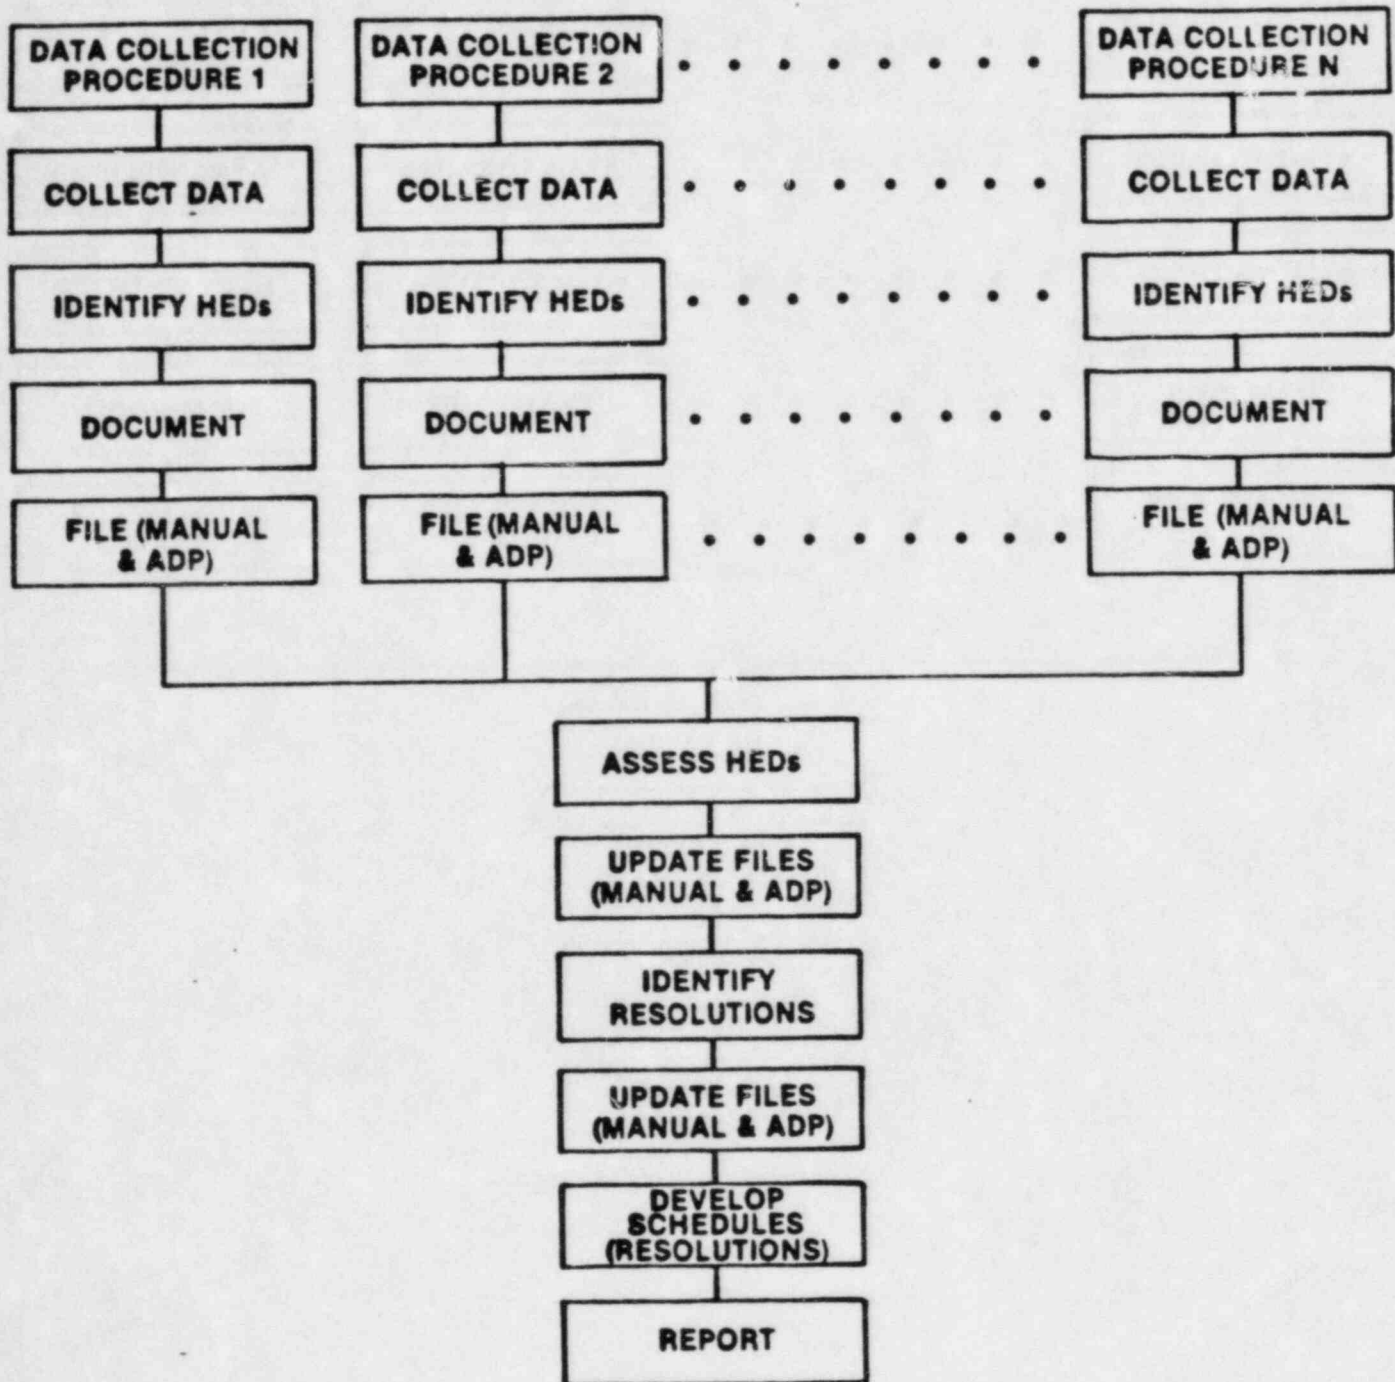 DATA COLLECTION
PROCEDURE 1
DATA COLLECTION
PROCEDURE 2
DATA COLLECTION
PROCEDURE N
COLLECT DATA
COLLECT DATA
COLLECT DATA
IDENTIFY HEDs
IDENTIFY HEDs
IDENTIFY HEDs
DOCUMENT
DOCUMENT
DOCUMENT
FILE (MANUAL
& ADP)
FILE (MANUAL
& ADP)
FILE (MANUAL
& ADP)
ASSESS HEDs
UPDATE FILES
(MANUAL & ADP)
IDENTIFY
RESOLUTIONS
UPDATE FILES
(MANUAL & ADP)
DEVELOP
SCHEDULES
(RESOLUTIONS)
REPORT